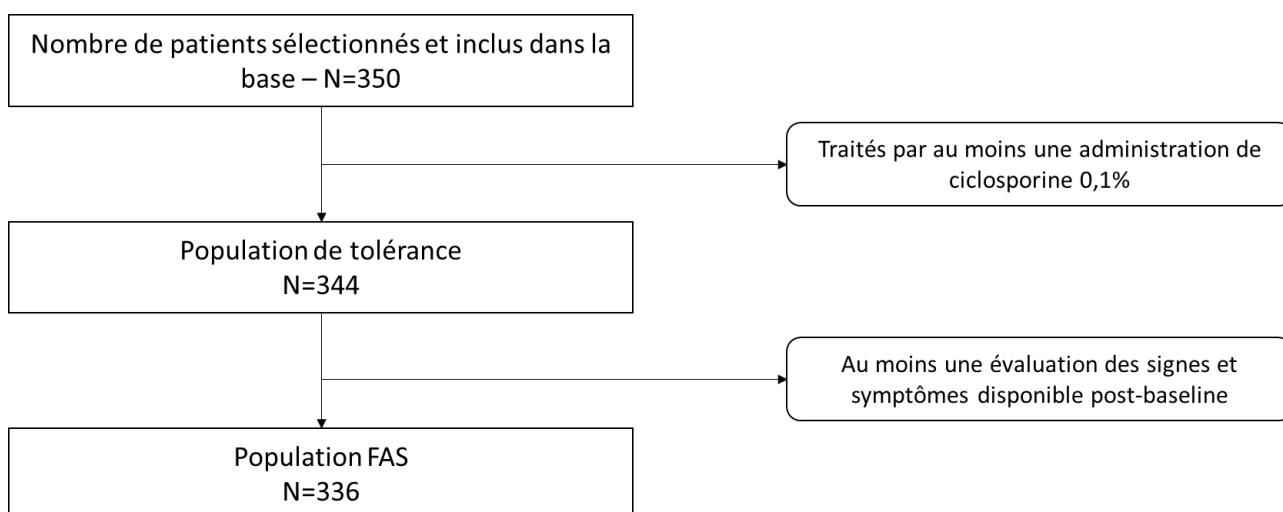 Nombre de patients sélectionnés et inclus dans la
base – N=350
Traités par au moins une administration de
ciclosporine 0,1%
Population de tolérance
N=344
Au moins une évaluation des signes et
symptômes disponible post-baseline
Population FAS
N=336